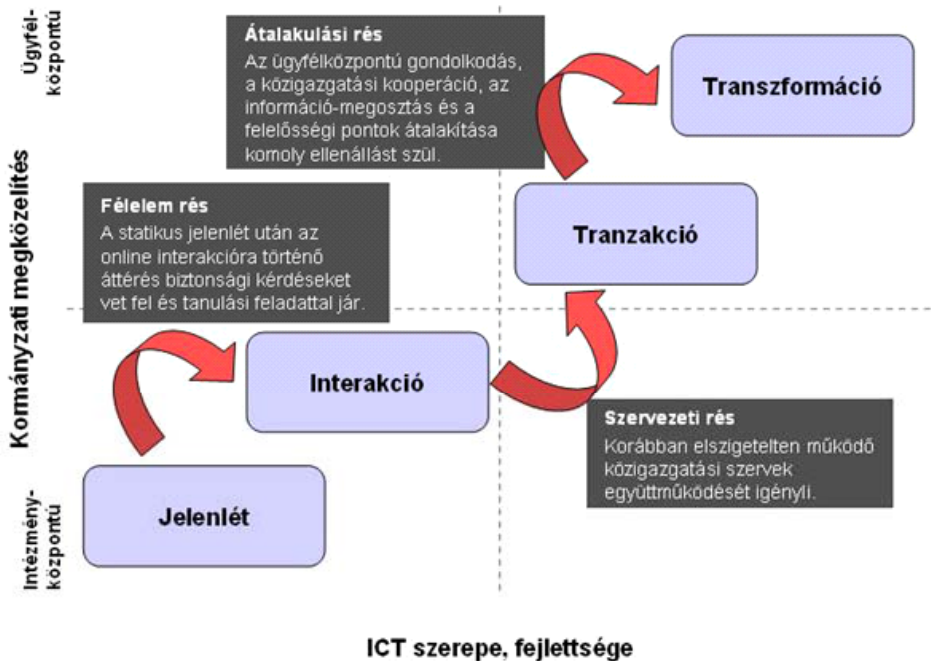 Ügyfél-
központú
Átalakulási rés
Az ügyfélközpontú gondolkodás,
a közigazgatási kooperáció, az
információ-megosztás és a
felelősségi pontok átalakítása
komoly ellenállást szül.
Transzformáció
Kormányzati megközelítés
Félelem rés
A statikus jelenlét után az
online interakcióra történő
áttérés biztonsági kérdéseket
vet fel és tanulási feladattal jár.
Tranzakció
Interakció
Szervezeti rés
Korábban elszigetelten működő
közigazgatási szervek
együttműködését igényli.
Jelenlét
Intézmény-
központú
ICT szerepe, fejlettsége